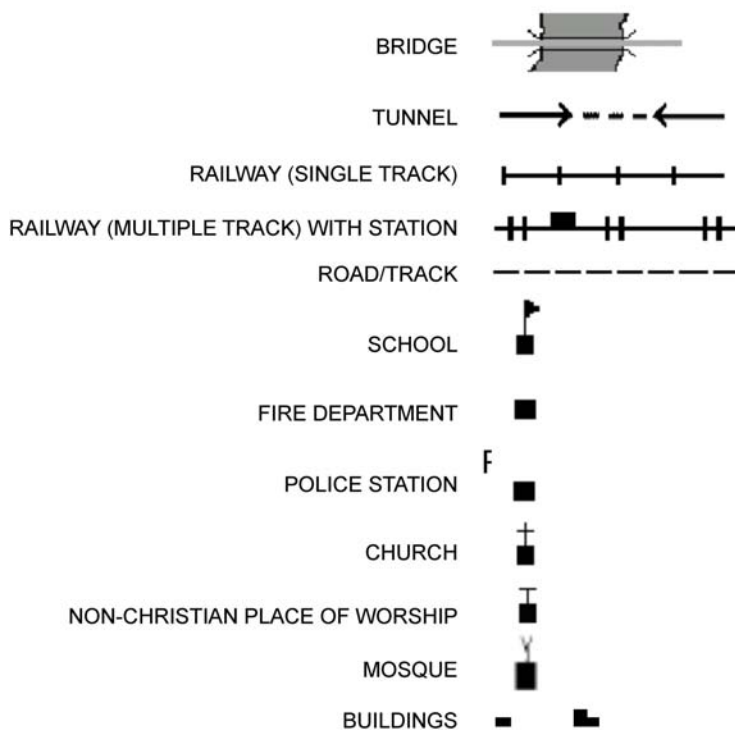 BRIDGE
TUNNEL
RAILWAY (SINGLE TRACK)
RAILWAY (MULTIPLE TRACK) WITH STATION
ROAD/TRACK
SCHOOL
FIRE DEPARTMENT
F
POLICE STATION
CHURCH
NON-CHRISTIAN PLACE OF WORSHIP
MOSQUE
BUILDINGS